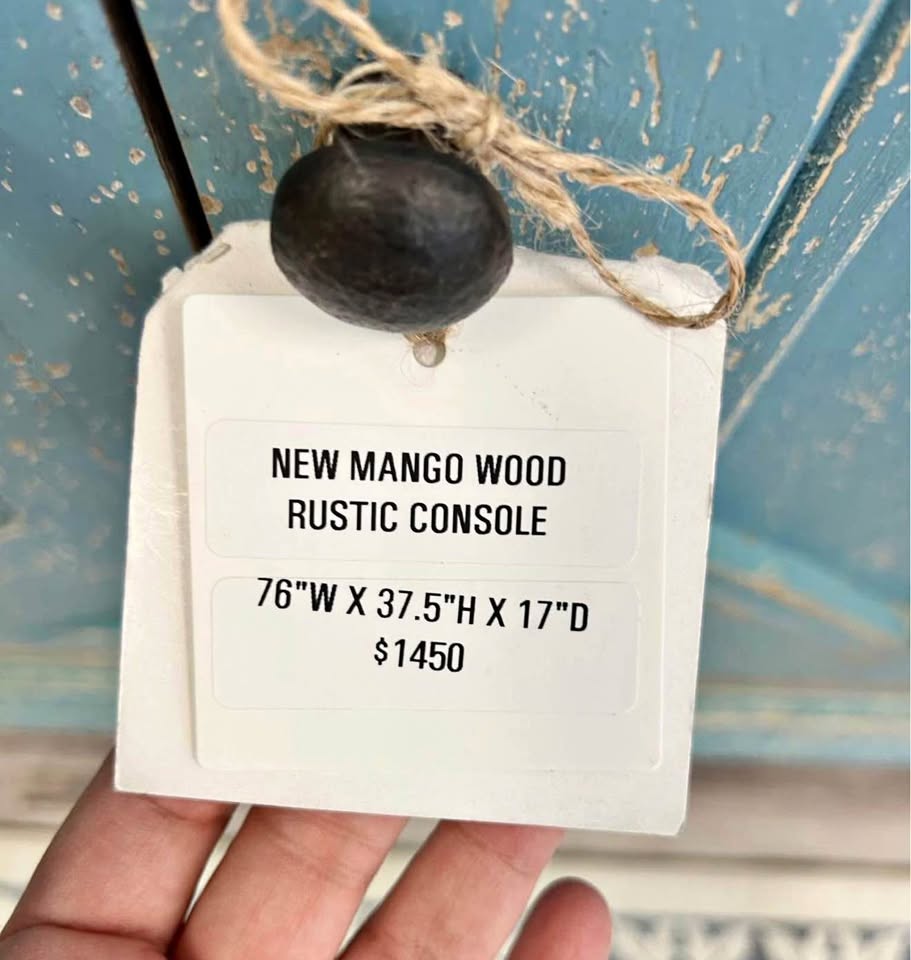 NEW MANGO WOOD
RUSTIC CONSOLE
76"W X 37.5"H X 17"D
$1450